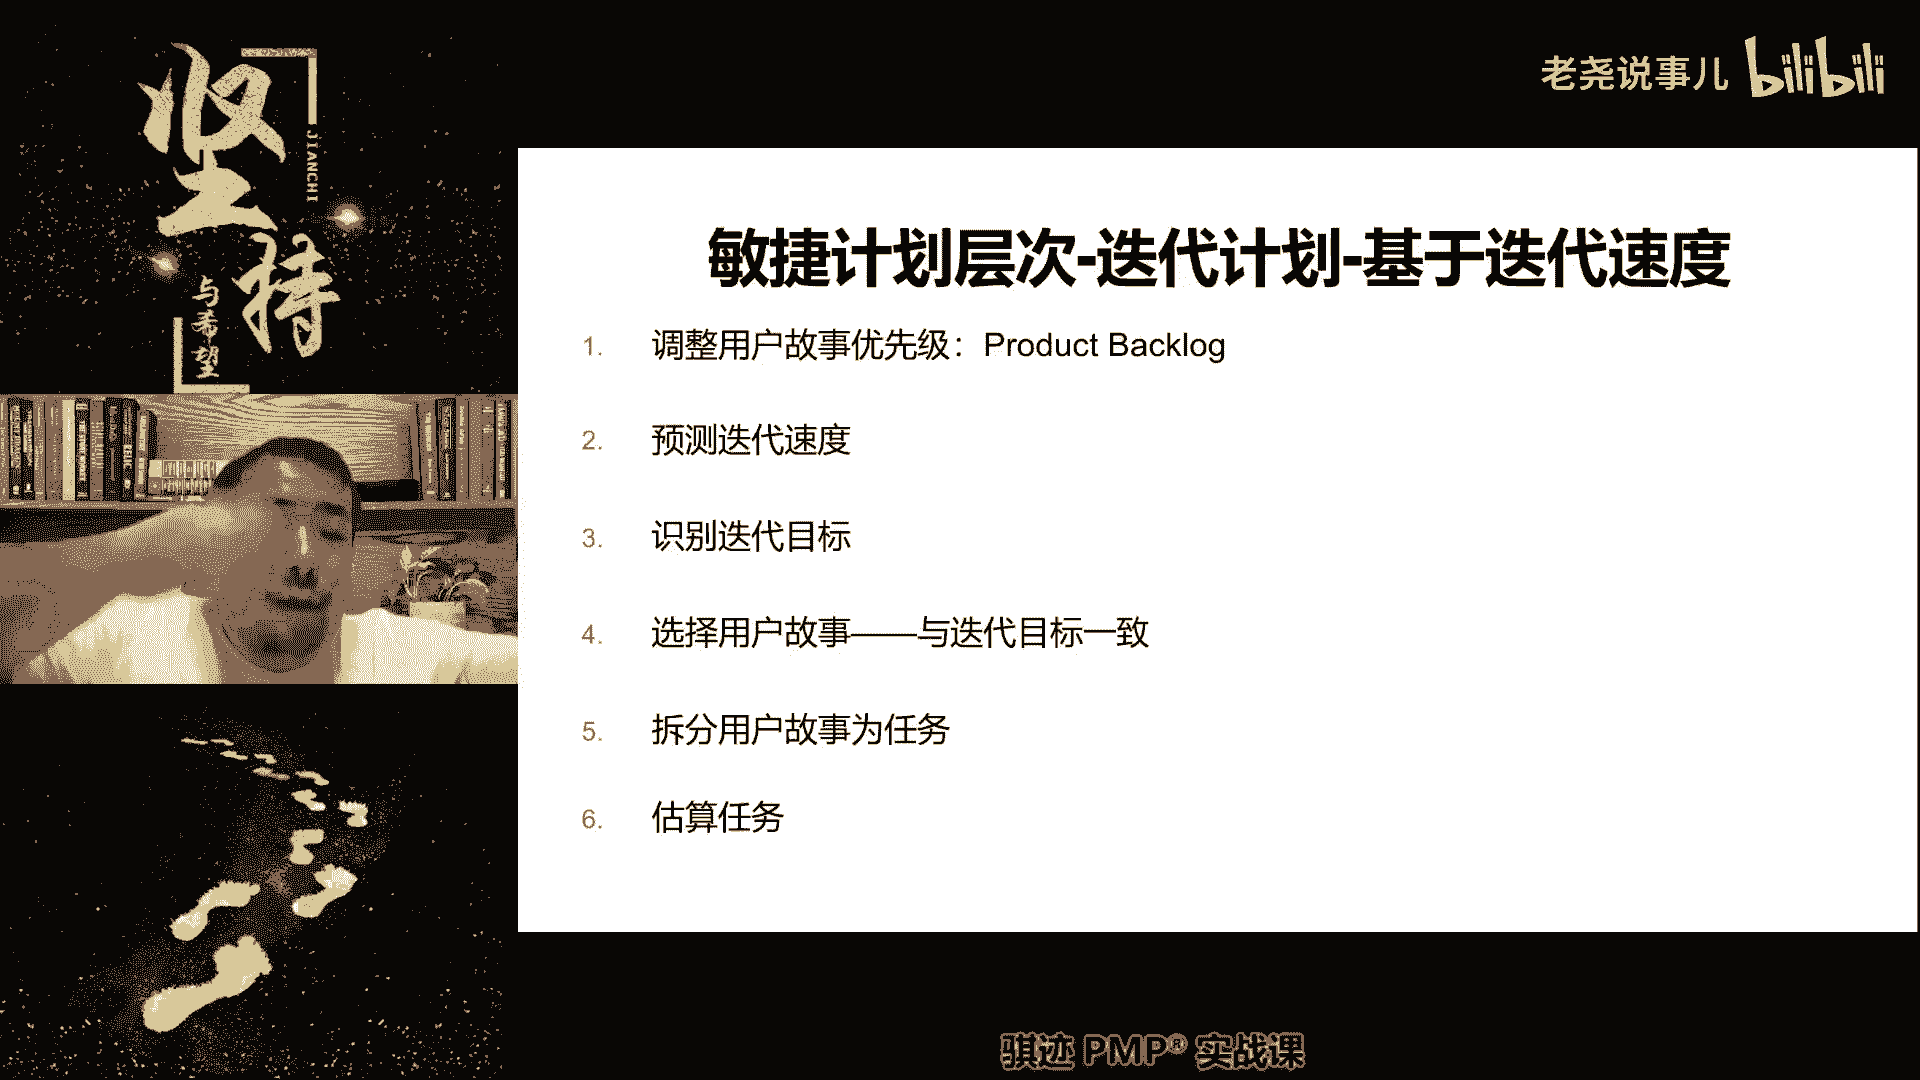 坚持
JIANCHI
与希望
老尧说事儿 bilibili
敏捷计划层次-迭代计划-基于迭代速度
1. 调整用户故事优先级：Product Backlog
2. 预测迭代速度
3. 识别迭代目标
4. 选择用户故事——与迭代目标一致
5. 拆分用户故事为任务
6. 估算任务
骐迹 PMP® 实战课